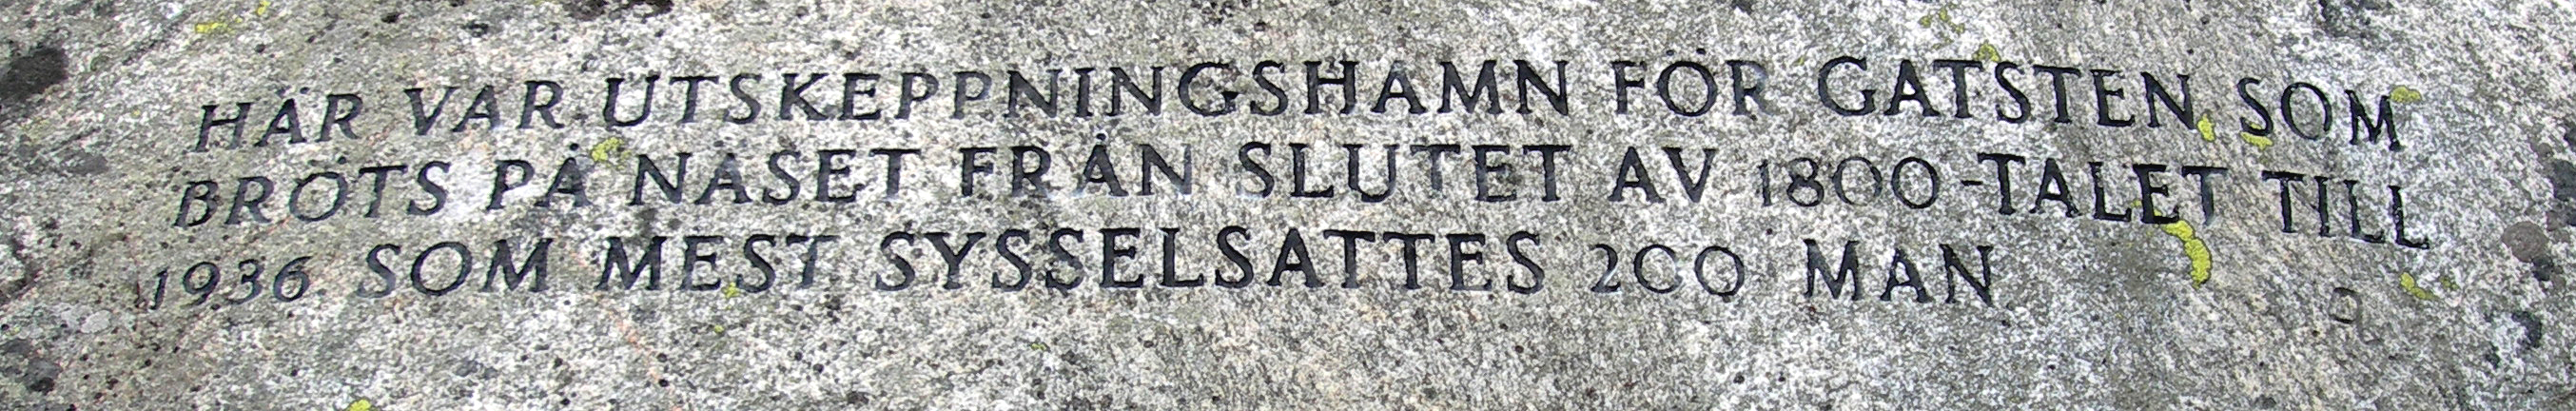 HÄR VAR UTSKEPPNINGSHAMN FÖR GATSTEN SOM
BRÖTS PÅ NÄSET FRÅN SLUTET AV 1800-TALET TILL
1936. SOM MEST SYSSELSATTES 200 MAN